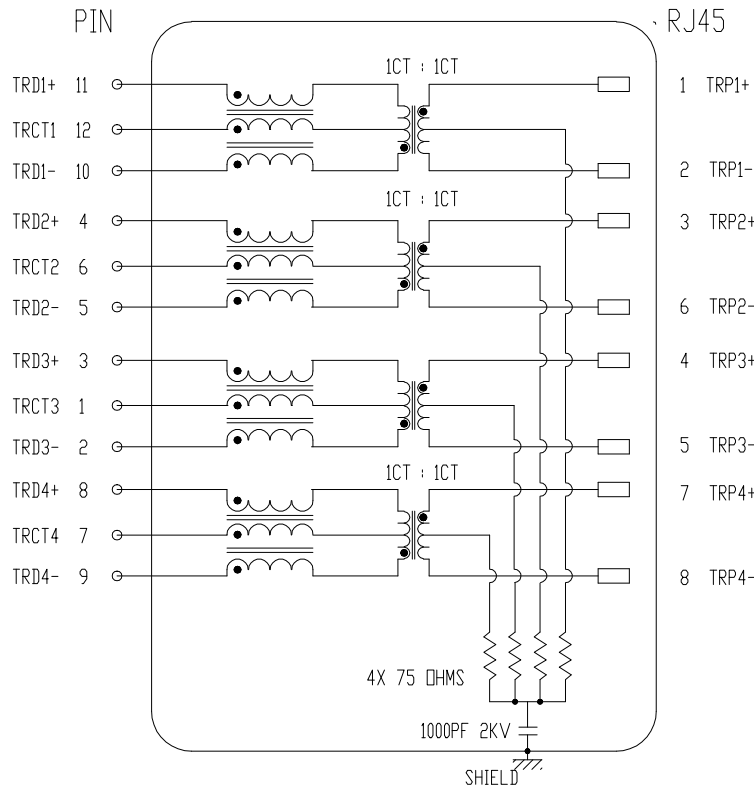 PIN RJ45
1CT : 1CT
TRD1+ 11 1 TRP1+
TRCT1 12
TRD1- 10 2 TRP1-
1CT : 1CT
TRD2+ 4 3 TRP2+
TRCT2 6
TRD2- 5 6 TRP2-
TRD3+ 3 4 TRP3+
TRCT3 1
TRD3- 2 5 TRP3-
1CT : 1CT
TRD4+ 8 7 TRP4+
TRCT4 7
TRD4- 9 8 TRP4-
4X 75 OHMS
1000PF 2KV
SHIELD